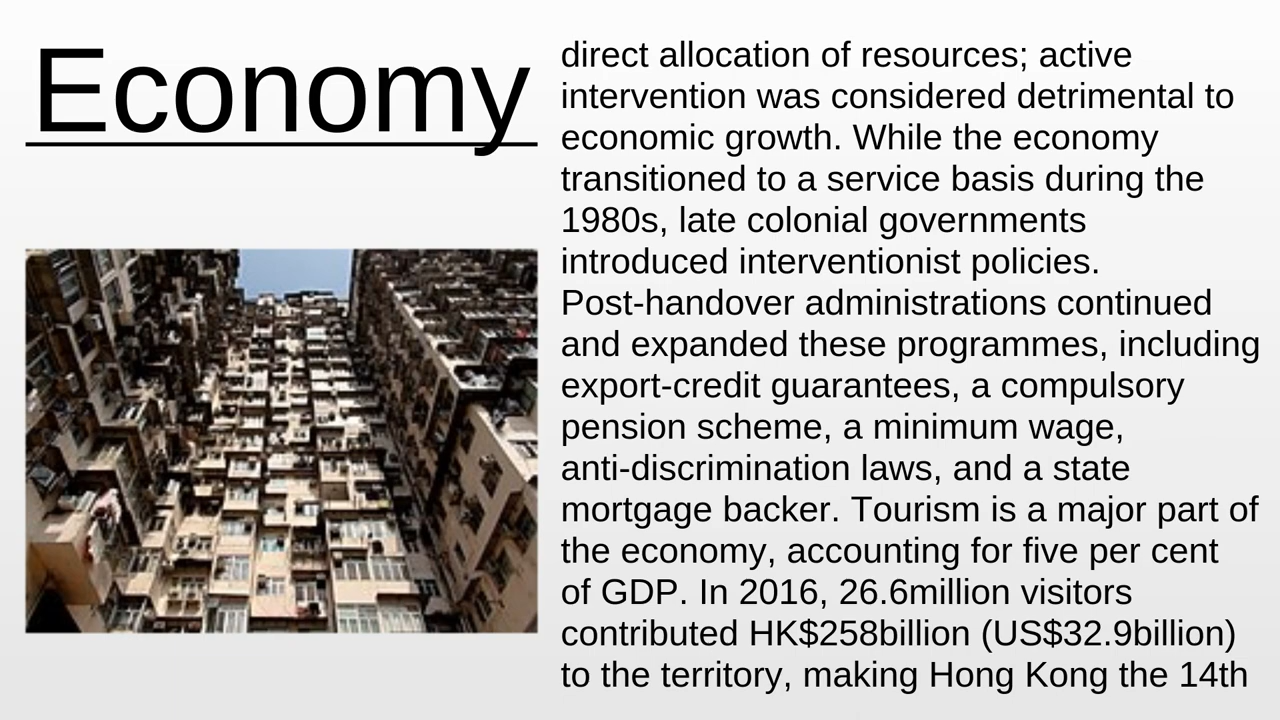 Economy
direct allocation of resources; active
intervention was considered detrimental to
economic growth. While the economy
transitioned to a service basis during the
1980s, late colonial governments
introduced interventionist policies.
Post-handover administrations continued
and expanded these programmes, including
export-credit guarantees, a compulsory
pension scheme, a minimum wage,
anti-discrimination laws, and a state
mortgage backer. Tourism is a major part of
the economy, accounting for five per cent
of GDP. In 2016, 26.6million visitors
contributed HK$258billion (US$32.9billion)
to the territory, making Hong Kong the 14th